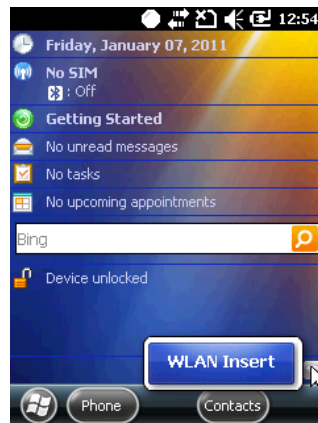 12:54
Friday, January 07, 2011
No SIM
: Off
Getting Started
No unread messages
No tasks
No upcoming appointments
Bing
Device unlocked
WLAN Insert
Phone
Contacts